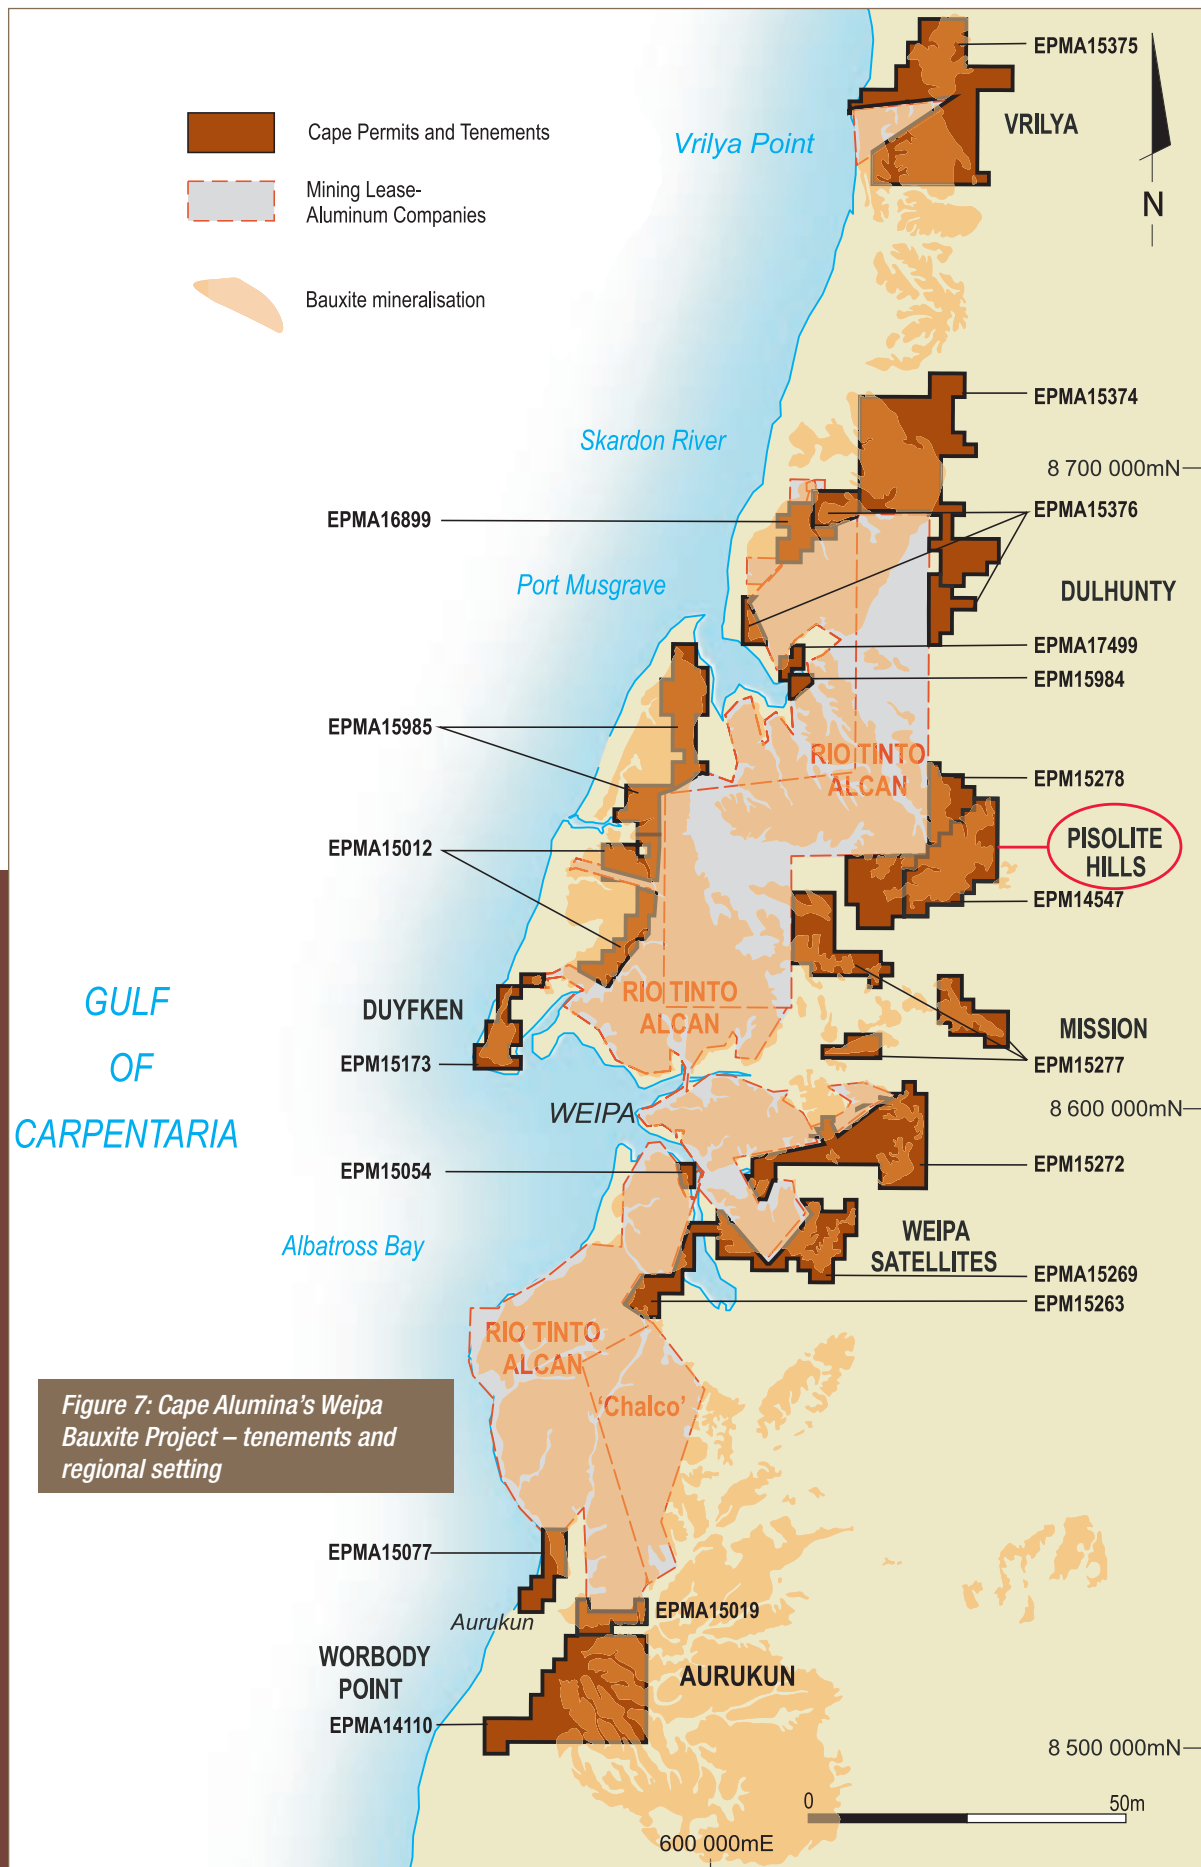 EPMA15375
VRILYA
Vrilya Point
N
Cape Permits and Tenements
Mining Lease-
Aluminum Companies
Bauxite mineralisation
EPMA15374
Skardon River
8 700 000mN
EPMA16899
EPMA15376
Port Musgrave
DULHUNTY
EPMA17499
EPM15984
EPMA15985
RIO TINTO
ALCAN
EPM15278
PISOLITE
HILLS
EPMA15012
EPM14547
GULF
OF
CARPENTARIA
DUYFKEN
RIO TINTO
ALCAN
MISSION
EPM15173
EPM15277
WEIPA
8 600 000mN
EPM15054
EPM15272
Albatross Bay
WEIPA
SATELLITES
EPMA15269
EPM15263
RIO TINTO
ALCAN
'Chalco'
Figure 7: Cape Alumina's Weipa
Bauxite Project – tenements and
regional setting
EPMA15077
Aurukun
EPMA15019
WORBODY
POINT
AURUKUN
EPMA14110
8 500 000mN
0
50m
600 000mE